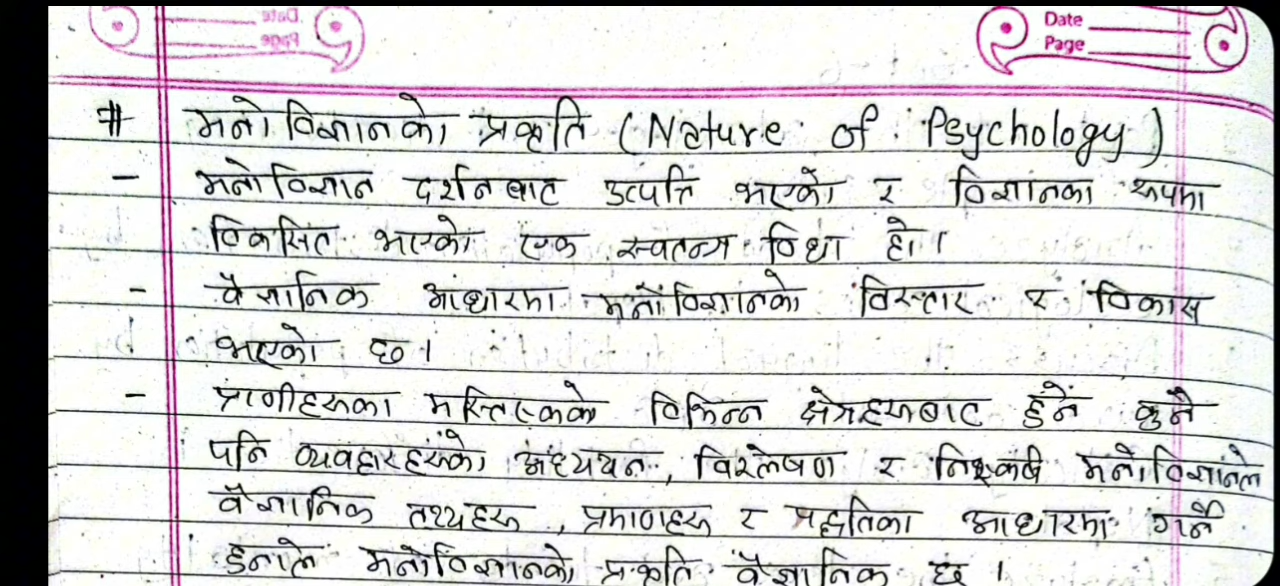 Date
Page
# मनोविज्ञानको प्रकृति (Nature of Psychology)
- मनोविज्ञान दर्शनबाट उत्पत्ति भएको र विज्ञानका रूपमा
विकसित भएको एक स्वतन्त्र विधा हो।
- वैज्ञानिक आधारमा मनोविज्ञानको विस्तार र विकास
भएको छ।
- प्राणीहरूका मस्तिष्कके विभिन्न क्षेत्रहरूबाट हुने कुनै
पनि व्यवहारहरूको अध्ययन, विश्लेषण र निश्कर्ष मनोविज्ञानले
वैज्ञानिक तथ्यहरू, प्रमाणहरू र पद्धतिका आधारमा गर्ने
हुनाले मनोविज्ञानको प्रकृति वैज्ञानिक छ।